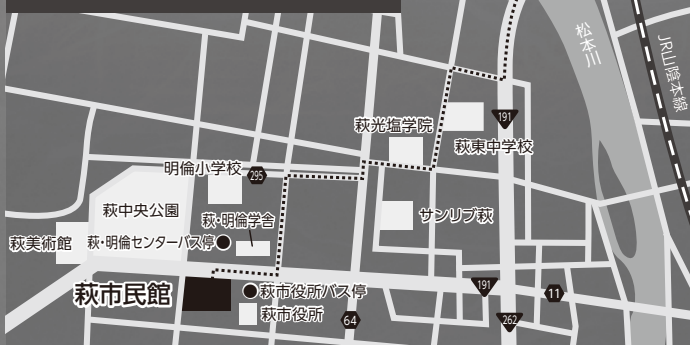 松本川
JR山陰本線
萩光塩学院
191
萩東中学校
明倫小学校
295
萩中央公園
萩・明倫学舎
サンリブ萩
萩美術館
萩・明倫センターバス停
萩市民館
萩市役所バス停
191
11
萩市役所
64
262